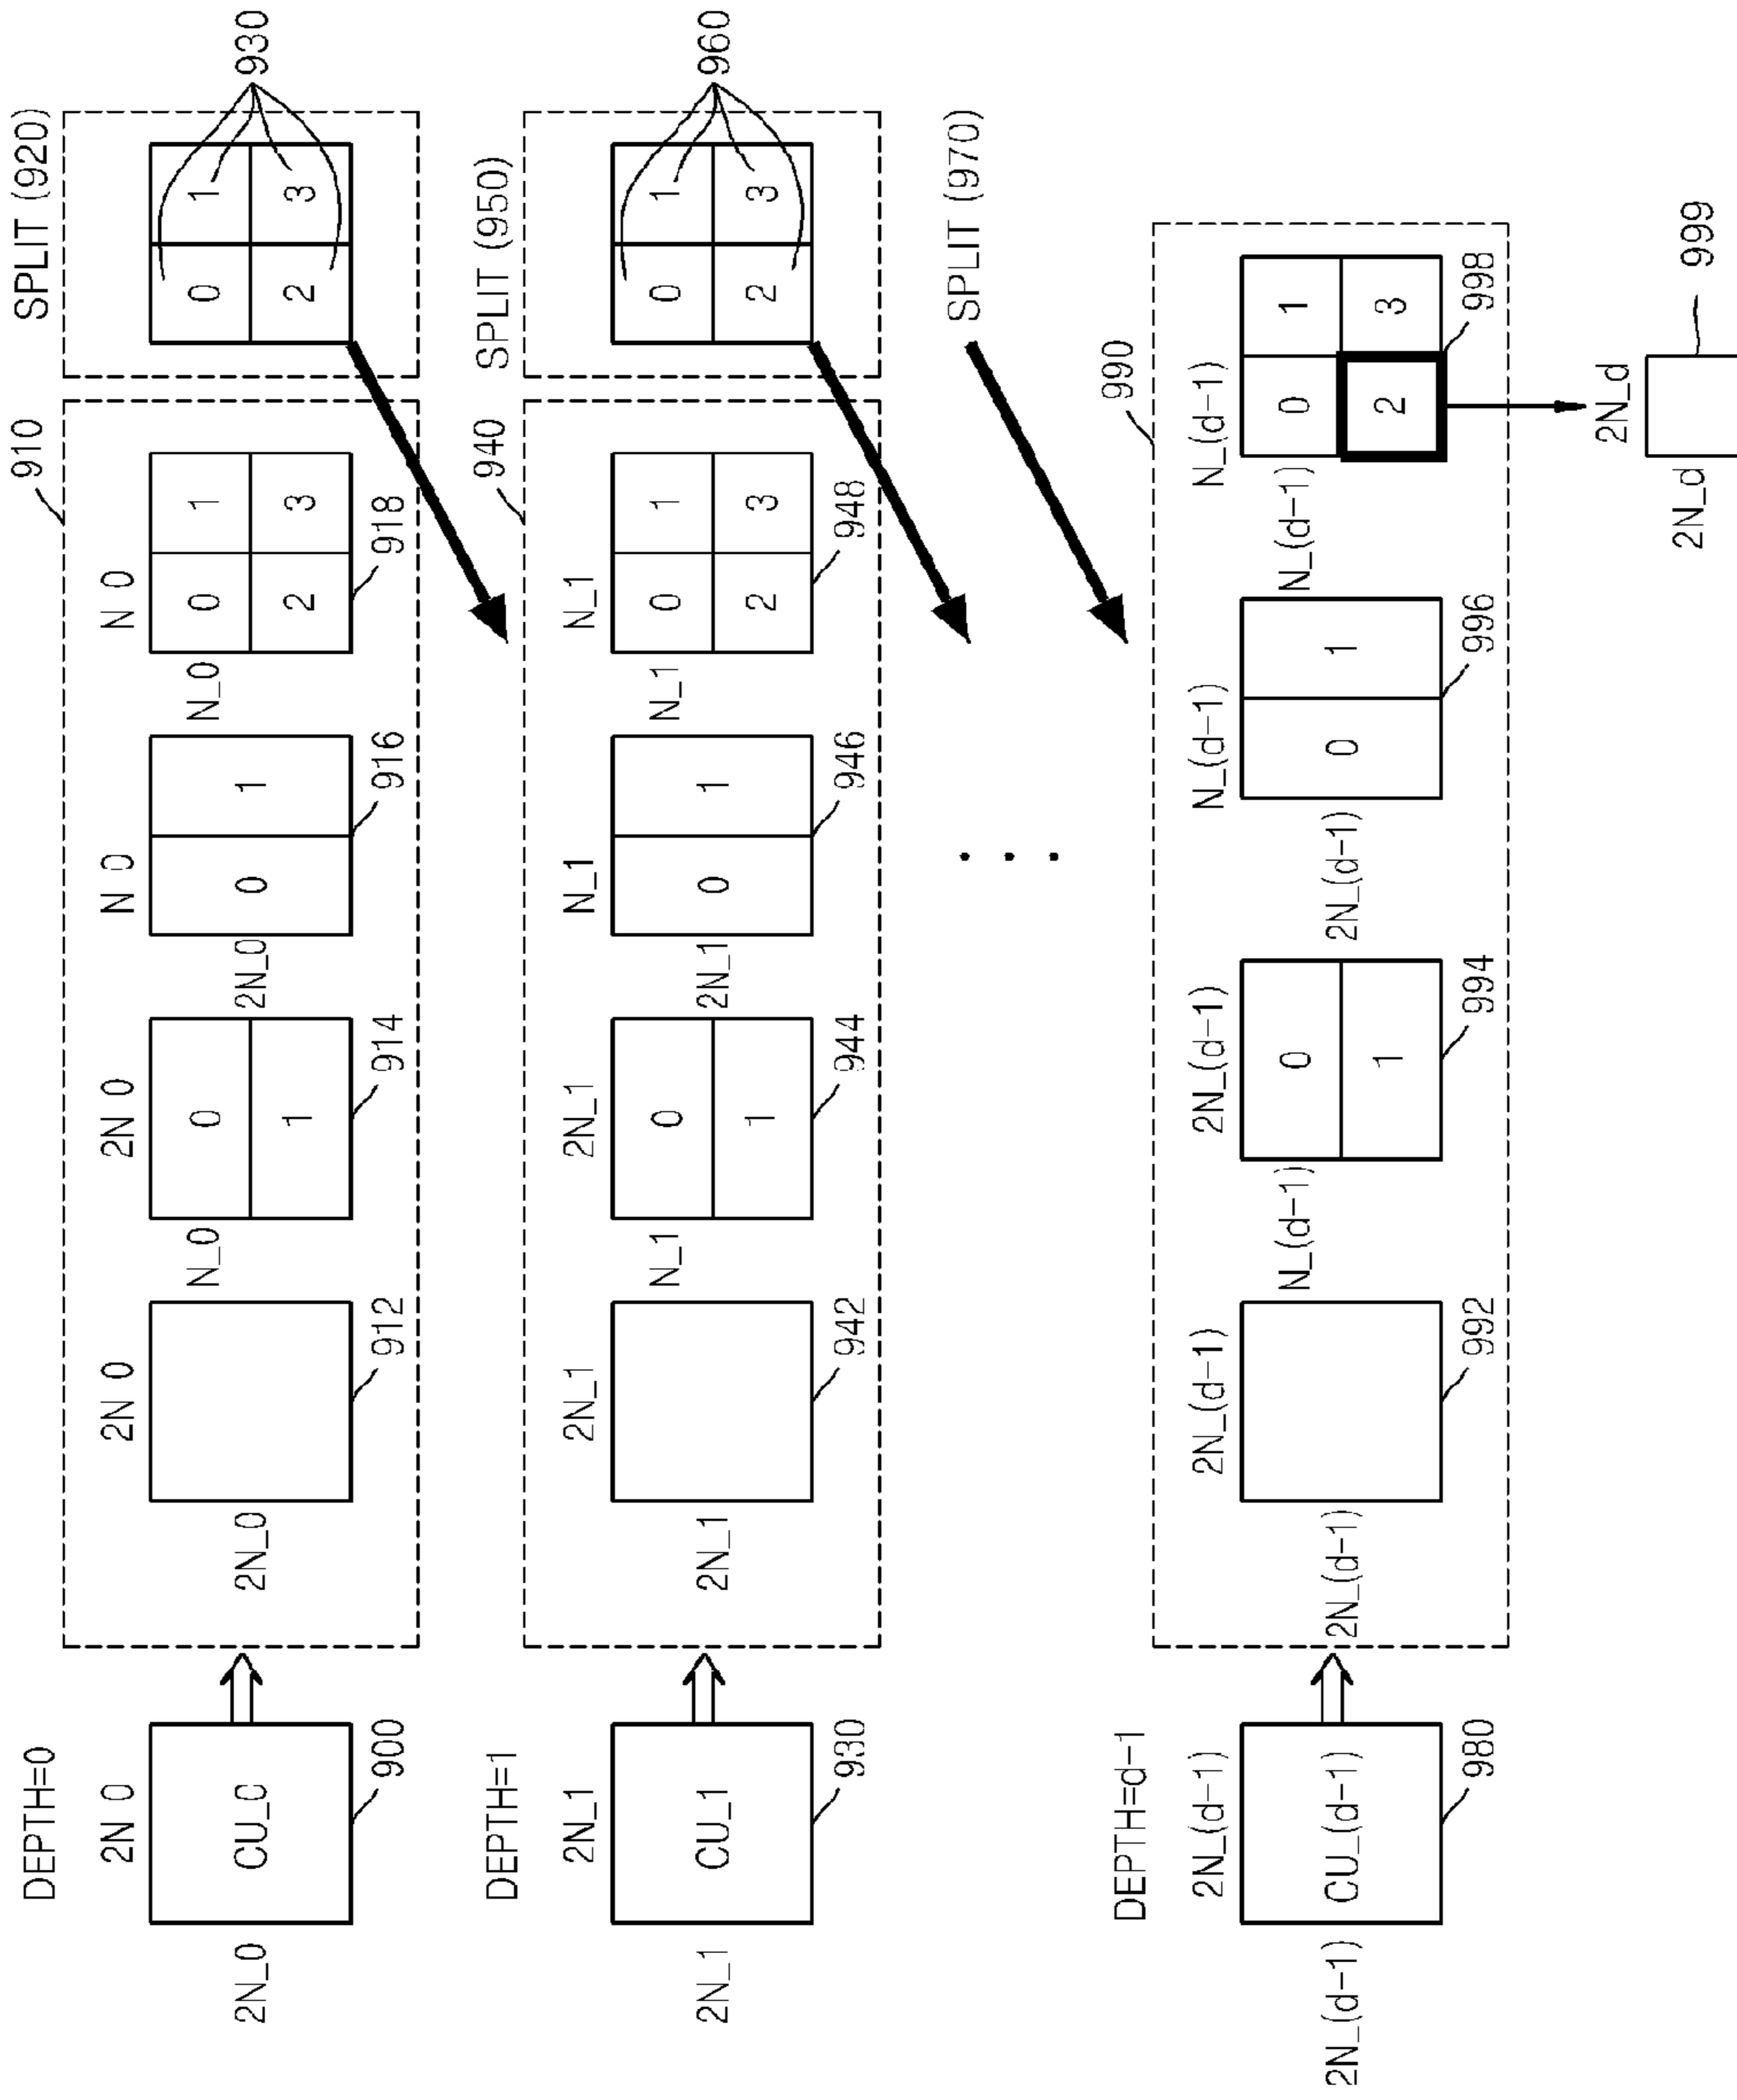 DEPTH=0
2N_0
2N_0
CU_0
900
910
2N_0
2N_0
912
2N_0
N_0
0
1
914
N_0
2N_0
0
1
916
N_0
N_0
0
1
2
3
918
SPLIT (920)
0
1
2
3
930
DEPTH=1
2N_1
2N_1
CU_1
930
940
2N_1
2N_1
942
2N_1
N_1
0
1
944
N_1
2N_1
0
1
946
N_1
N_1
0
1
2
3
948
SPLIT (950)
0
1
2
3
960
SPLIT (970)
DEPTH=d-1
2N_(d-1)
2N_(d-1)
CU_(d-1)
980
990
2N_(d-1)
2N_(d-1)
992
2N_(d-1)
N_(d-1)
0
1
994
N_(d-1)
2N_(d-1)
0
1
996
N_(d-1)
N_(d-1)
0
1
2
3
998
2N_d
2N_d
999